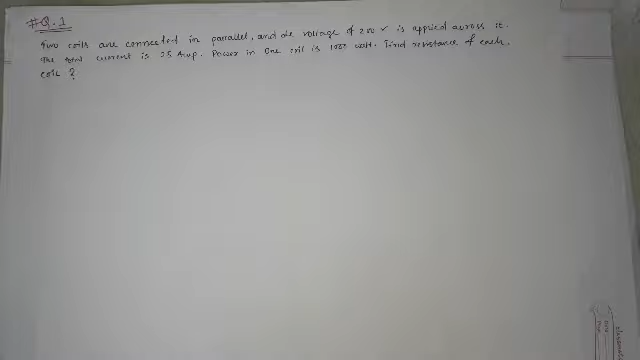 #Q.1
Two coils are connected in parallel, and dc voltage of 200 v is applied across it.
The total current is 25 Amp. Power in One coil is watt. Find resistance of each
coil ?